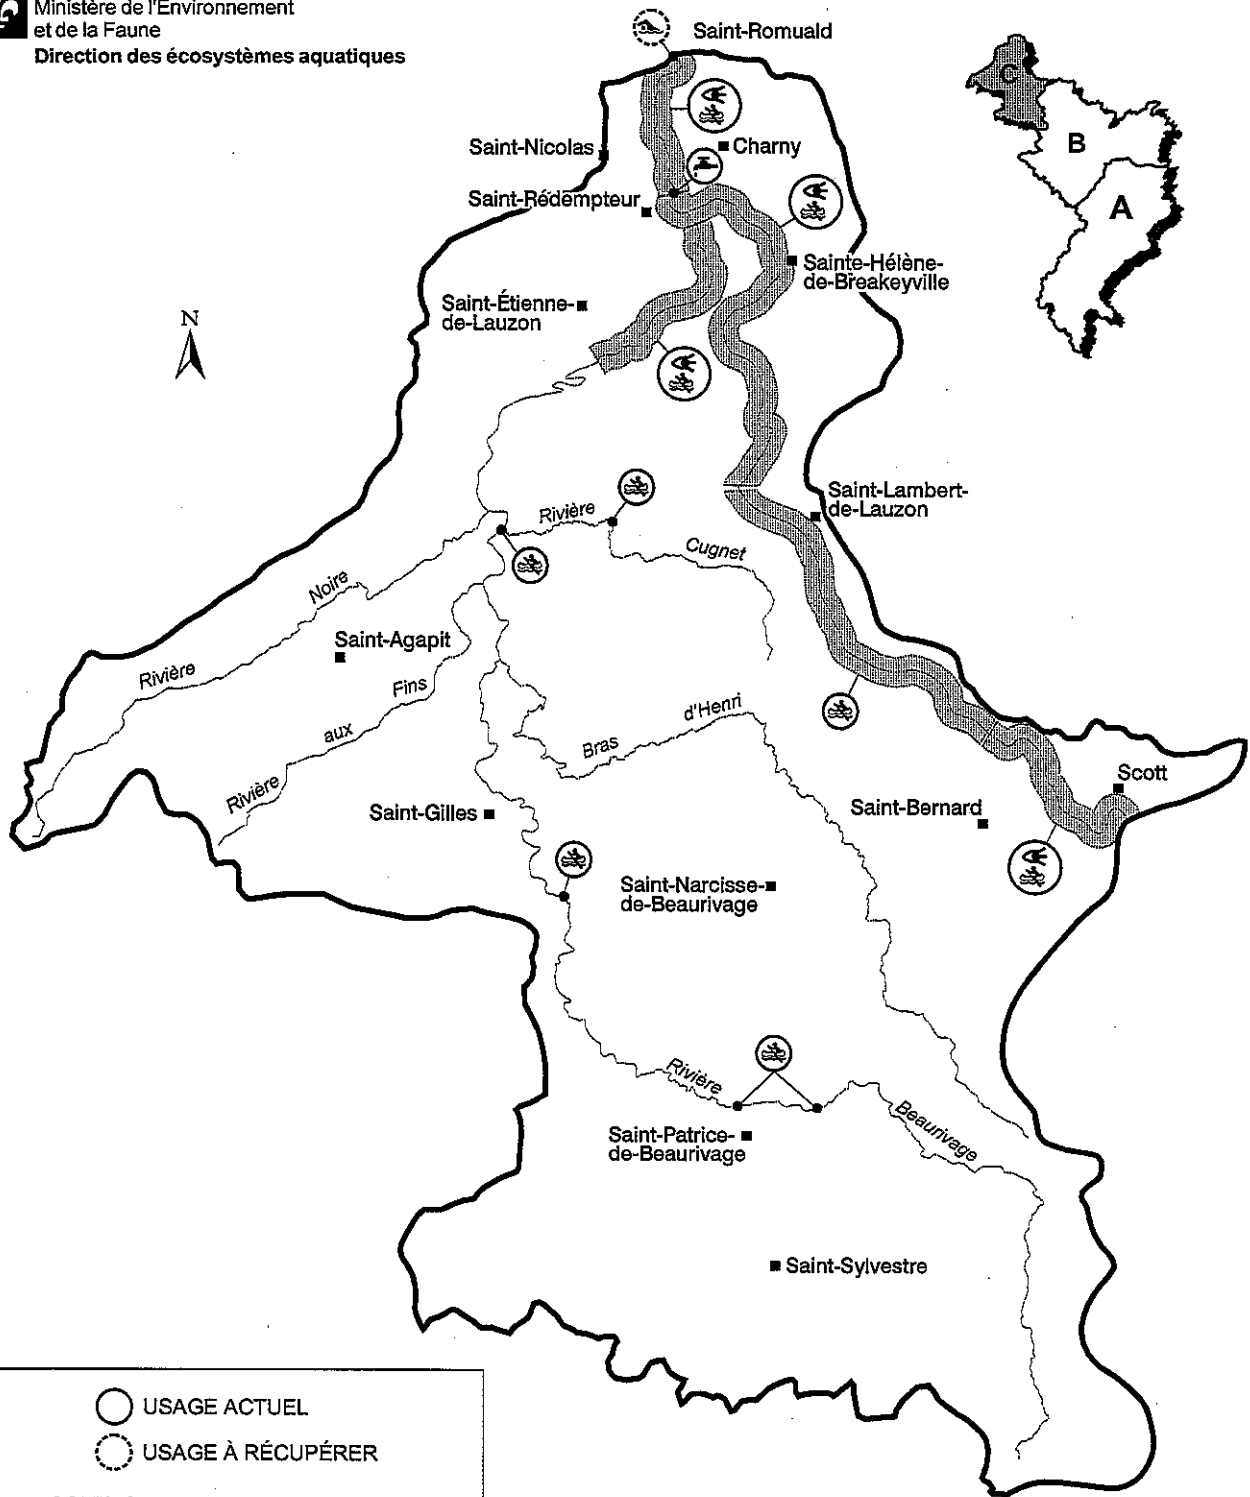 Ministère de l'Environnement
et de la Faune
Direction des écosystèmes aquatiques
Saint-Romuald
C
B
A
Saint-Nicolas
Charny
Saint-Rédempteur
Sainte-Hélène-
de-Breakeyville
Saint-Étienne-
de-Lauzon
N
Saint-Lambert-
de-Lauzon
Rivière
Cugnet
Noire
Rivière
Saint-Agapit
Fins
aux
Rivière
d'Henri
Bras
Scott
Saint-Gilles
Saint-Bernard
Saint-Narcisse-
de-Beaurivage
Rivière
Beaurivage
Saint-Patrice-
de-Beaurivage
Saint-Sylvestre
USAGE ACTUEL
USAGE À RÉCUPÉRER